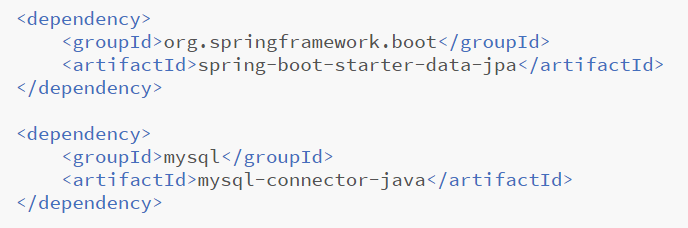 <dependency>
    <groupId>org.springframework.boot</groupId>
    <artifactId>spring-boot-starter-data-jpa</artifactId>
</dependency>

<dependency>
    <groupId>mysql</groupId>
    <artifactId>mysql-connector-java</artifactId>
</dependency>